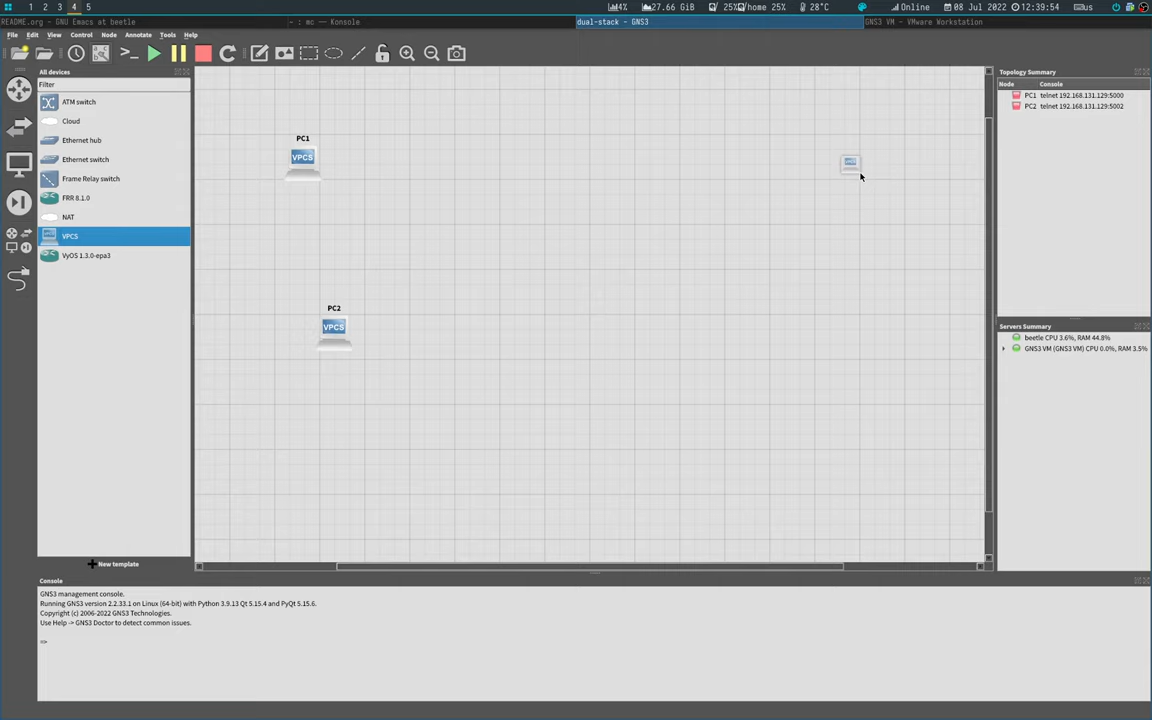 1 2 3 4 5
4% 27.66 GiB / 25% /home 25% 28°C Online 08 Jul 2022 12:39:54 us
README.org - GNU Emacs at beetle
~ : mc — Konsole
dual-stack - GNS3
GNS3 VM - VMware Workstation
File Edit View Control Node Annotate Tools Help
All devices
Filter
ATM switch
Cloud
Ethernet hub
Ethernet switch
Frame Relay switch
FRR 8.1.0
NAT
VPCS
VyOS 1.3.0-epa3
New template
PC1
VPCS
PC2
VPCS
Topology Summary
Node Console
PC1 telnet 192.168.131.129:5000
PC2 telnet 192.168.131.129:5002
Servers Summary
beetle CPU 3.6%, RAM 44.8%
GNS3 VM (GNS3 VM) CPU 0.0%, RAM 3.5%
Console
GNS3 management console.
Running GNS3 version 2.2.33.1 on Linux (64-bit) with Python 3.9.13 Qt 5.15.4 and PyQt 5.15.6.
Copyright (c) 2006-2022 GNS3 Technologies.
Use Help -> GNS3 Doctor to detect common issues.
=>